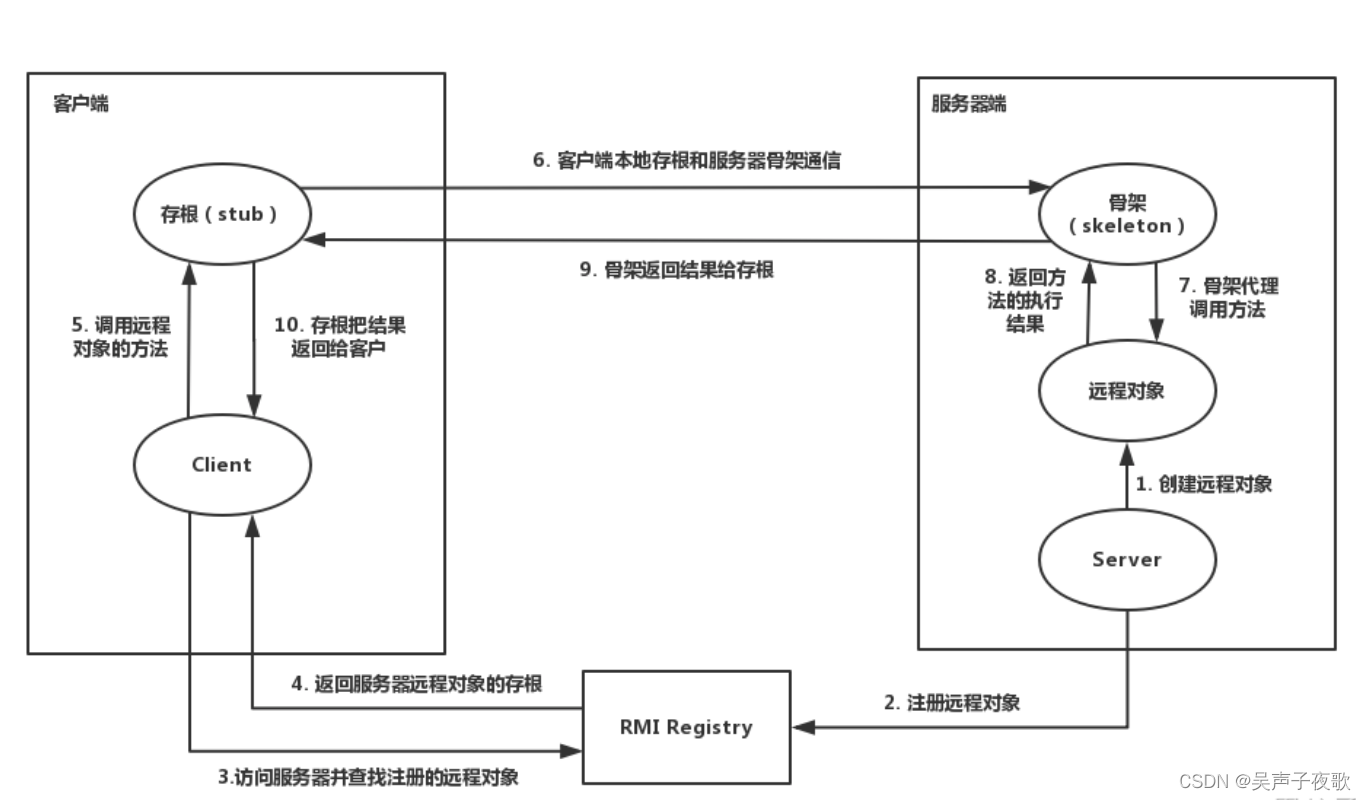 客户端
服务器端
6. 客户端本地存根和服务器骨架通信
存根（stub）
骨架
（skeleton）
9. 骨架返回结果给存根
5. 调用远程
对象的方法
10. 存根把结果
返回给客户
8. 返回方
法的执行
结果
7. 骨架代理
调用方法
远程对象
Client
1. 创建远程对象
Server
4. 返回服务器远程对象的存根
RMI Registry
2. 注册远程对象
3.访问服务器并查找注册的远程对象
CSDN @吴声子夜歌